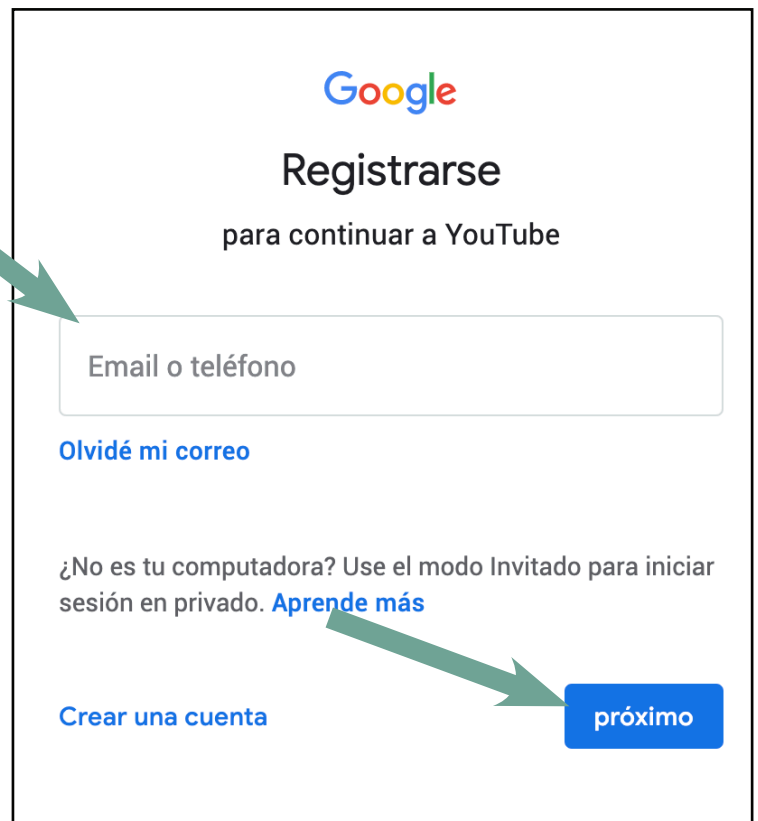 Google
Registrarse
para continuar a YouTube
Email o teléfono
Olvidé mi correo
¿No es tu computadora? Use el modo Invitado para iniciar
sesión en privado. Aprende más
Crear una cuenta
próximo